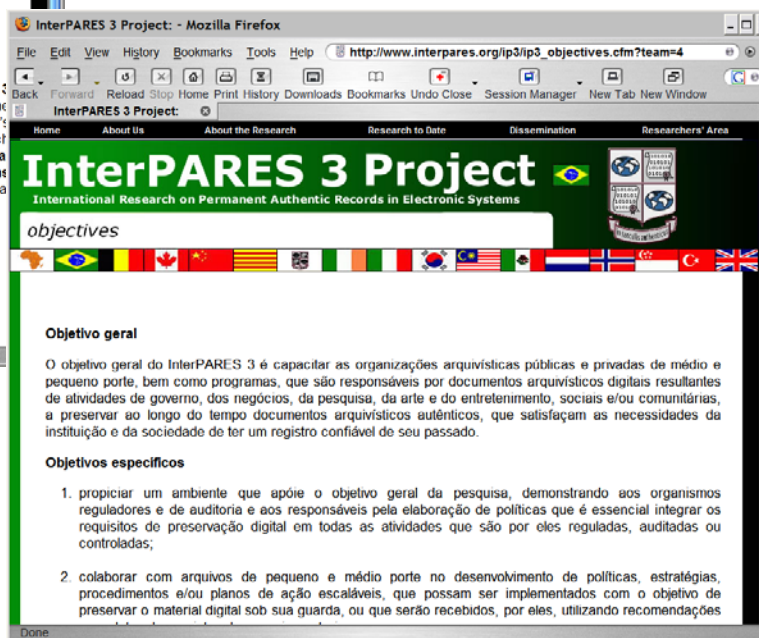 InterPARES 3 Project: - Mozilla Firefox
File Edit View History Bookmarks Tools Help http://www.interpares.org/ip3/ip3_objectives.cfm?team=4
Back Forward Reload Stop Home Print History Downloads Bookmarks Undo Close Session Manager New Tab New Window
InterPARES 3 Project:
Home About Us About the Research Research to Date Dissemination Researchers' Area
InterPARES 3 Project
International Research on Permanent Authentic Records in Electronic Systems
objectives
Objetivo geral
O objetivo geral do InterPARES 3 é capacitar as organizações arquivísticas públicas e privadas de médio e
pequeno porte, bem como programas, que são responsáveis por documentos arquivísticos digitais resultantes
de atividades de governo, dos negócios, da pesquisa, da arte e do entretenimento, sociais e/ou comunitárias,
a preservar ao longo do tempo documentos arquivísticos autênticos, que satisfaçam as necessidades da
instituição e da sociedade de ter um registro confiável de seu passado.
Objetivos especificos
1. propiciar um ambiente que apóie o objetivo geral da pesquisa, demonstrando aos organismos
reguladores e de auditoria e aos responsáveis pela elaboração de políticas que é essencial integrar os
requisitos de preservação digital em todas as atividades que são por eles reguladas, auditadas ou
controladas;
2. colaborar com arquivos de pequeno e médio porte no desenvolvimento de políticas, estratégias,
procedimentos e/ou planos de ação escaláveis, que possam ser implementados com o objetivo de
preservar o material digital sob sua guarda, ou que serão recebidos, por eles, utilizando recomendações
Done